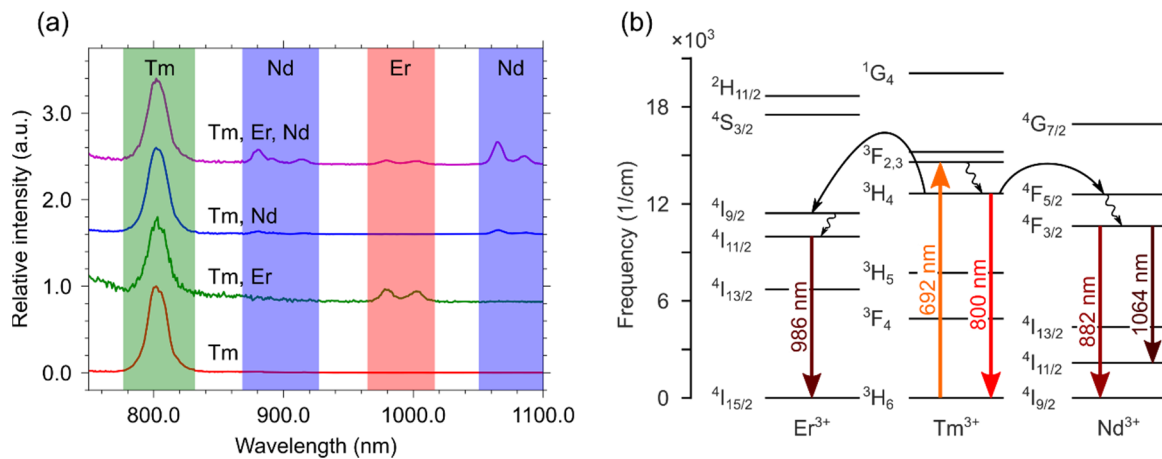 (a)
Tm
Nd
Er
Nd
Tm, Er, Nd
Tm, Nd
Tm, Er
Tm
3.0
2.0
1.0
0.0
Relative intensity (a.u.)
800.0
900.0
1000.0
1100.0
Wavelength (nm)
(b)
×10³
18
12
6
0
Frequency (1/cm)
²H₁₁/₂
⁴S₃/₂
⁴I₉/₂
⁴I₁₁/₂
⁴I₁₃/₂
⁴I₁₅/₂
986 nm
Er³⁺
¹G₄
³F₂,₃
³H₄
³H₅
³F₄
³H₆
692 nm
800 nm
Tm³⁺
⁴G₇/₂
⁴F₅/₂
⁴F₃/₂
⁴I₁₃/₂
⁴I₁₁/₂
⁴I₉/₂
882 nm
1064 nm
Nd³⁺